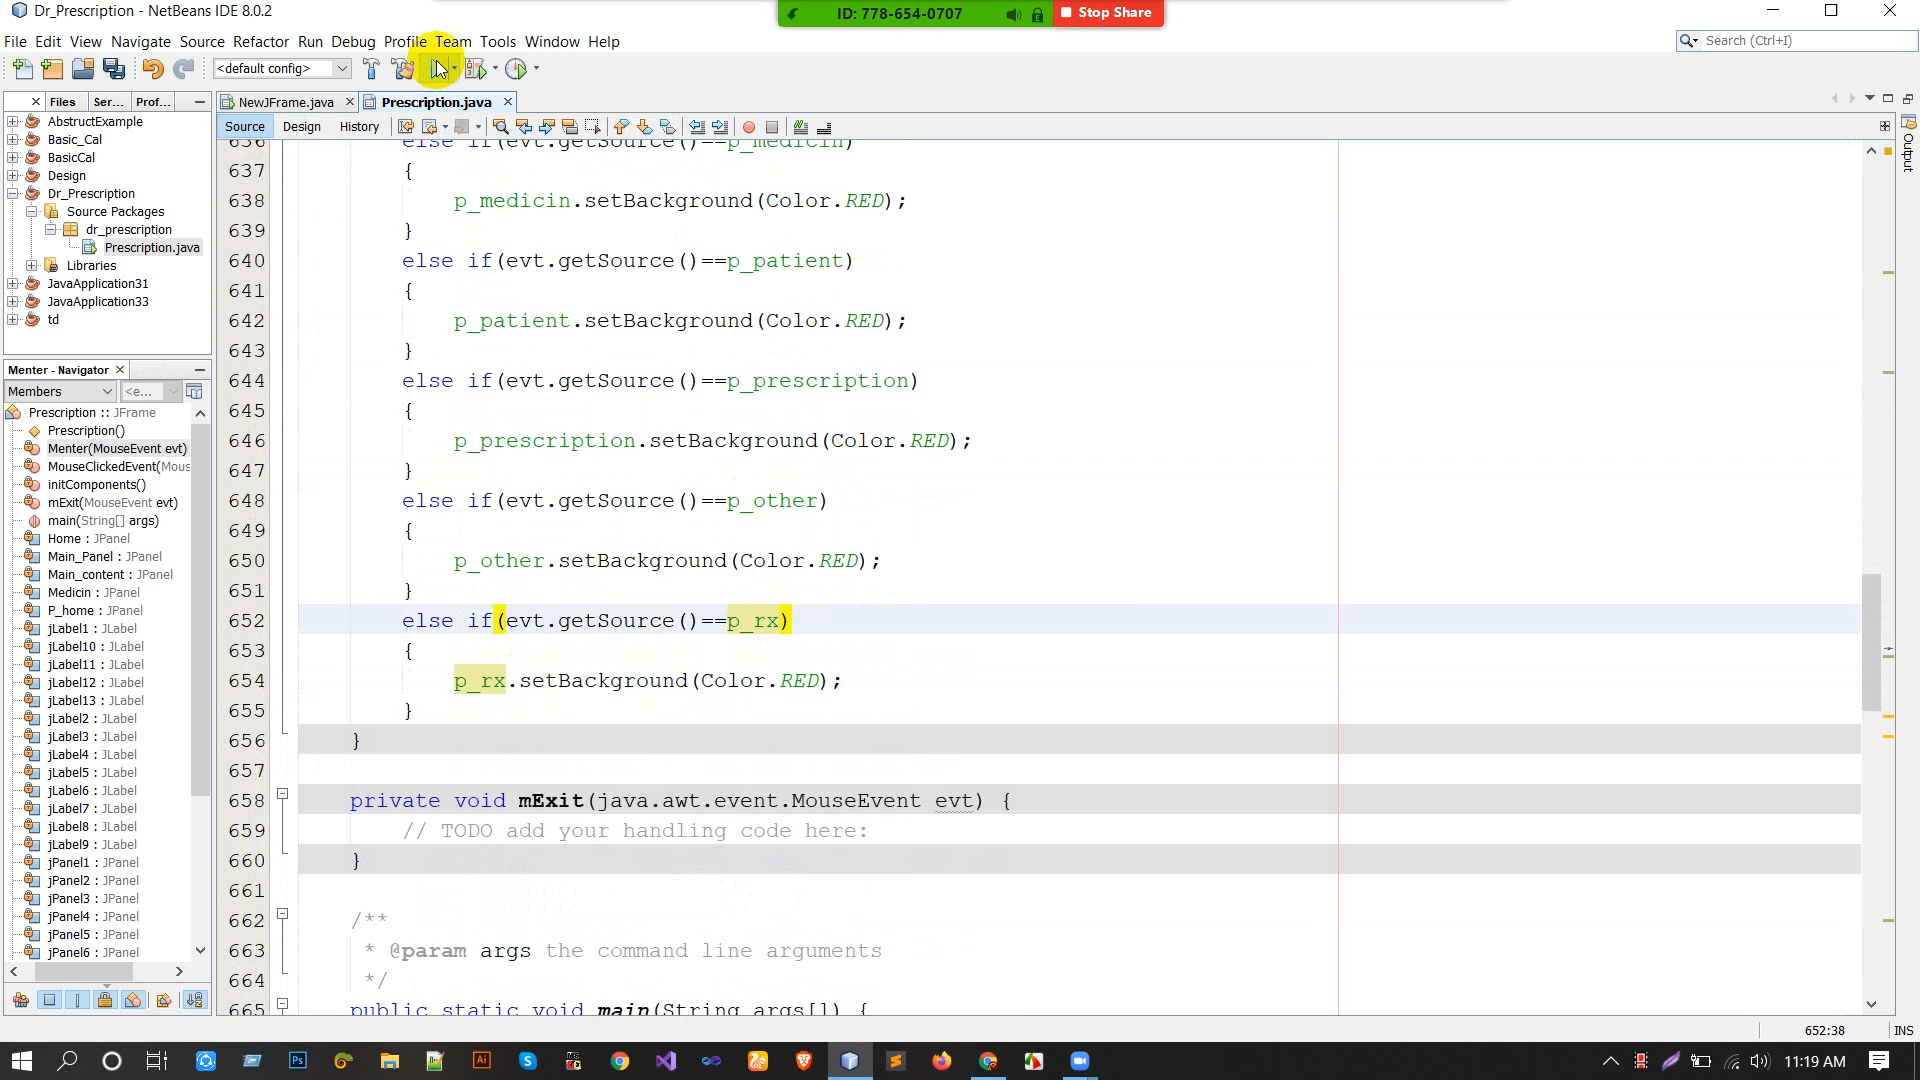 Dr_Prescription - NetBeans IDE 8.0.2
ID: 778-654-0707
Stop Share
File Edit View Navigate Source Refactor Run Debug Profile Team Tools Window Help
Search (Ctrl+I)
<default config>
Files Ser... Prof...
NewJFrame.java Prescription.java
Source Design History
AbstructExample
Basic_Cal
BasicCal
Design
Dr_Prescription
Source Packages
dr_prescription
Prescription.java
Libraries
JavaApplication31
JavaApplication33
td
Output
Menter - Navigator
Members <e...
Prescription :: JFrame
Prescription()
Menter(MouseEvent evt)
MouseClickedEvent(Mous
initComponents()
mExit(MouseEvent evt)
main(String[] args)
Home : JPanel
Main_Panel : JPanel
Main_content : JPanel
Medicin : JPanel
P_home : JPanel
jLabel1 : JLabel
jLabel10 : JLabel
jLabel11 : JLabel
jLabel12 : JLabel
jLabel13 : JLabel
jLabel2 : JLabel
jLabel3 : JLabel
jLabel4 : JLabel
jLabel5 : JLabel
jLabel6 : JLabel
jLabel7 : JLabel
jLabel8 : JLabel
jLabel9 : JLabel
jPanel1 : JPanel
jPanel2 : JPanel
jPanel3 : JPanel
jPanel4 : JPanel
jPanel5 : JPanel
jPanel6 : JPanel
636 else if(evt.getSource()==p_medicin)
637 {
638 p_medicin.setBackground(Color.RED);
639 }
640 else if(evt.getSource()==p_patient)
641 {
642 p_patient.setBackground(Color.RED);
643 }
644 else if(evt.getSource()==p_prescription)
645 {
646 p_prescription.setBackground(Color.RED);
647 }
648 else if(evt.getSource()==p_other)
649 {
650 p_other.setBackground(Color.RED);
651 }
652 else if(evt.getSource()==p_rx)
653 {
654 p_rx.setBackground(Color.RED);
655 }
656 }
657
658 private void mExit(java.awt.event.MouseEvent evt) {
659 // TODO add your handling code here:
660 }
661
662 /**
663 * @param args the command line arguments
664 */
665 public static void main(String args[]) {
652:38 INS
11:19 AM